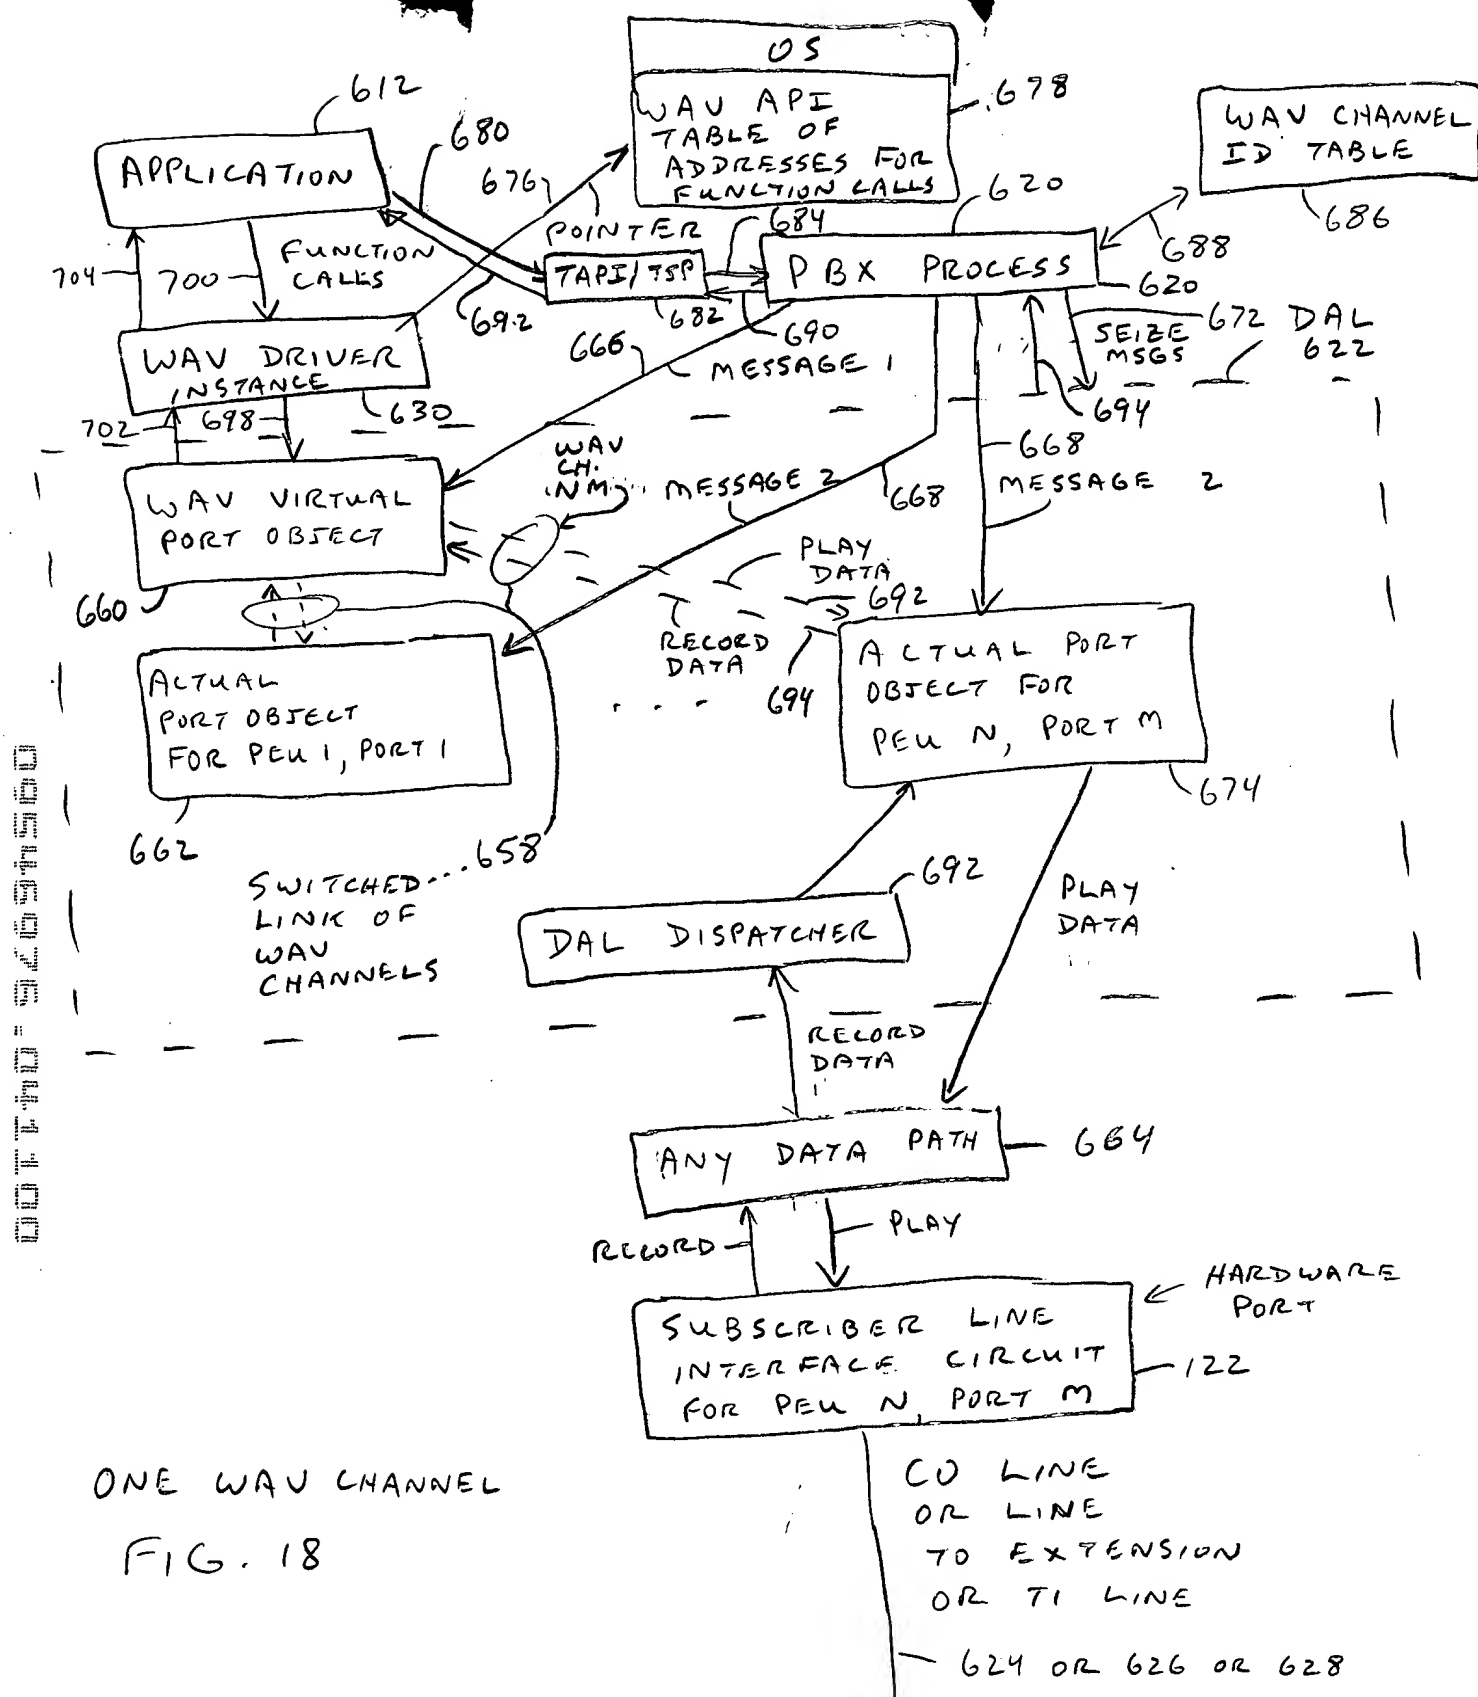 OS
WAV API
TABLE OF
ADDRESSES FOR
FUNCTION CALLS
678
612
APPLICATION
680
676
POINTER
WAV CHANNEL
ID TABLE
686
688
620
684
PBX PROCESS
620
TAPI/TSP
682
690
692
704
700
FUNCTION
CALLS
WAV DRIVER
INSTANCE
630
702
698
666
MESSAGE 1
SEIZE
MSGS
672
DAL
622
694
668
MESSAGE 2
WAV
CH.
MESSAGE 2
668
WAV VIRTUAL
PORT OBJECT
660
PLAY
DATA
692
RECORD
DATA
694
ACTUAL
PORT OBJECT
FOR PEU 1, PORT 1
662
. . .
ACTUAL PORT
OBJECT FOR
PEU N, PORT M
674
SWITCHED...658
LINK OF
WAV
CHANNELS
DAL DISPATCHER
692
PLAY
DATA
RECORD
DATA
ANY DATA PATH
664
RECORD
PLAY
HARDWARE
PORT
SUBSCRIBER LINE
INTERFACE CIRCUIT
FOR PEU N, PORT M
122
CO LINE
OR LINE
TO EXTENSION
OR T1 LINE
624 OR 626 OR 628
ONE WAV CHANNEL
FIG. 18
09545975.041100